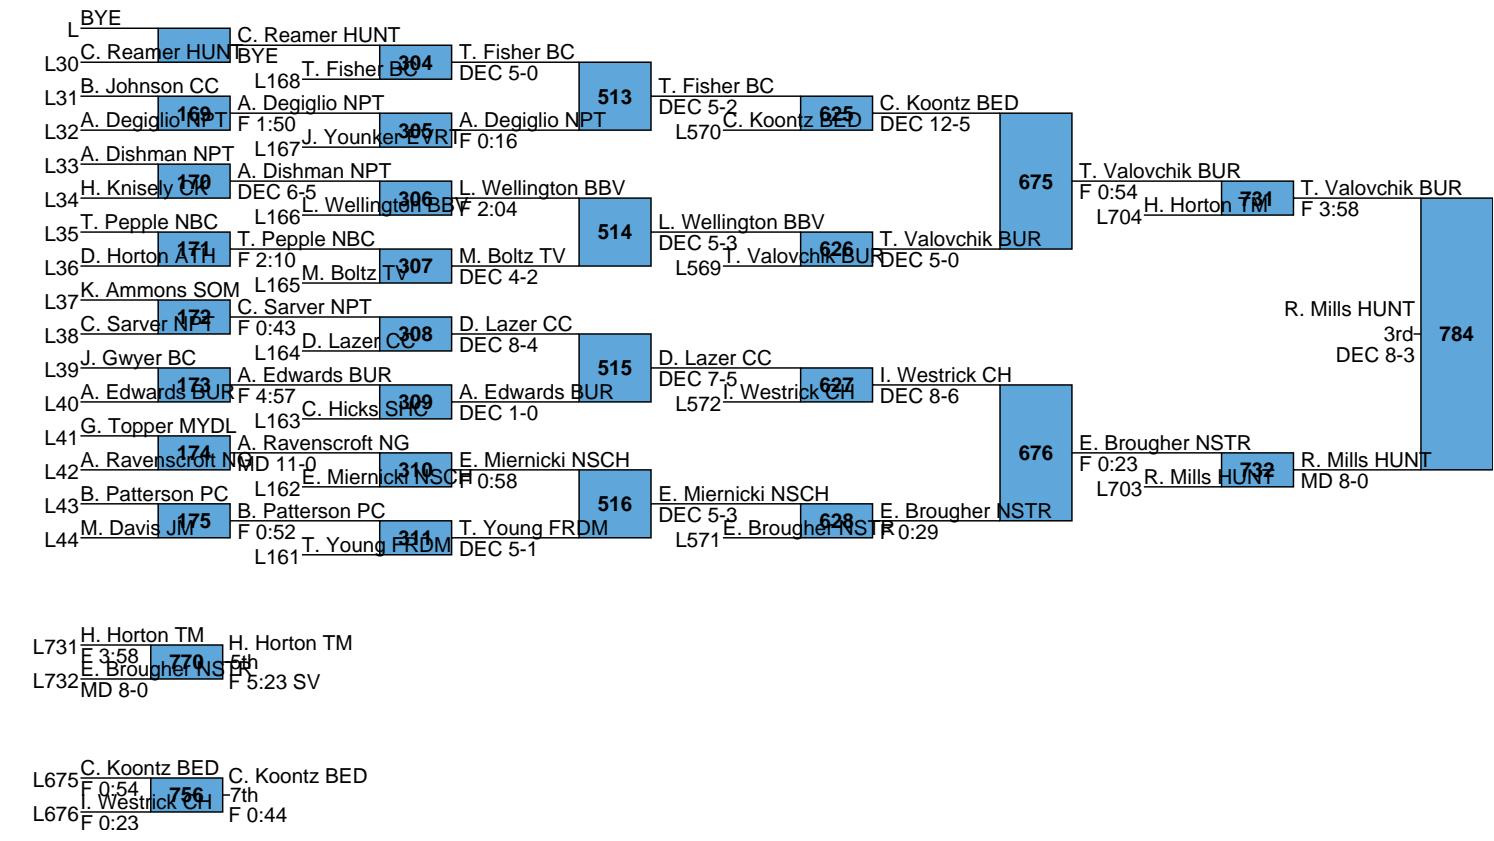 BYE
L
C. Reamer HUNT
L30
B. Johnson CC
L31
169
A. Degiglio NPT
L32
A. Dishman NPT
L33
170
H. Knisely CR
L34
T. Pepple NBC
L35
171
D. Horton ATH
L36
K. Ammons SOM
L37
172
C. Sarver NPT
L38
J. Gwyer BC
L39
173
A. Edwards BUR
L40
G. Topper MYDL
L41
174
A. Ravenscroft NG
L42
B. Patterson PC
L43
175
M. Davis JM
L44
C. Reamer HUNT
BYE
304
L168
T. Fisher BC
A. Degiglio NPT
F 1:50
305
L167
J. Younker EVRT
A. Dishman NPT
DEC 6-5
306
L166
L. Wellington BBV
T. Pepple NBC
F 2:10
307
L165
M. Boltz TV
C. Sarver NPT
F 0:43
308
L164
D. Lazer CC
A. Edwards BUR
F 4:57
309
L163
C. Hicks SHC
A. Ravenscroft NG
MD 11-0
310
L162
E. Miernicki NSCH
B. Patterson PC
F 0:52
311
L161
T. Young FRDM
T. Fisher BC
DEC 5-0
513
A. Degiglio NPT
F 0:16
L. Wellington BBV
F 2:04
514
M. Boltz TV
DEC 4-2
D. Lazer CC
DEC 8-4
515
A. Edwards BUR
DEC 1-0
E. Miernicki NSCH
F 0:58
516
T. Young FRDM
DEC 5-1
T. Fisher BC
DEC 5-2
625
L570
C. Koontz BED
L. Wellington BBV
DEC 5-3
626
L569
T. Valovchik BUR
D. Lazer CC
DEC 7-5
627
L572
I. Westrick CH
E. Miernicki NSCH
DEC 5-3
628
L571
E. Brougher NSTR
C. Koontz BED
DEC 12-5
675
T. Valovchik BUR
DEC 5-0
I. Westrick CH
DEC 8-6
676
E. Brougher NSTR
F 0:29
T. Valovchik BUR
F 0:54
731
L704
H. Horton TM
E. Brougher NSTR
F 0:23
732
L703
R. Mills HUNT
T. Valovchik BUR
F 3:58
R. Mills HUNT
MD 8-0
784
R. Mills HUNT
3rd
DEC 8-3
H. Horton TM
L731
F 3:58
770
E. Brougher NSTR
L732
MD 8-0
H. Horton TM
5th
F 5:23 SV
C. Koontz BED
L675
F 0:54
756
I. Westrick CH
L676
F 0:23
C. Koontz BED
7th
F 0:44